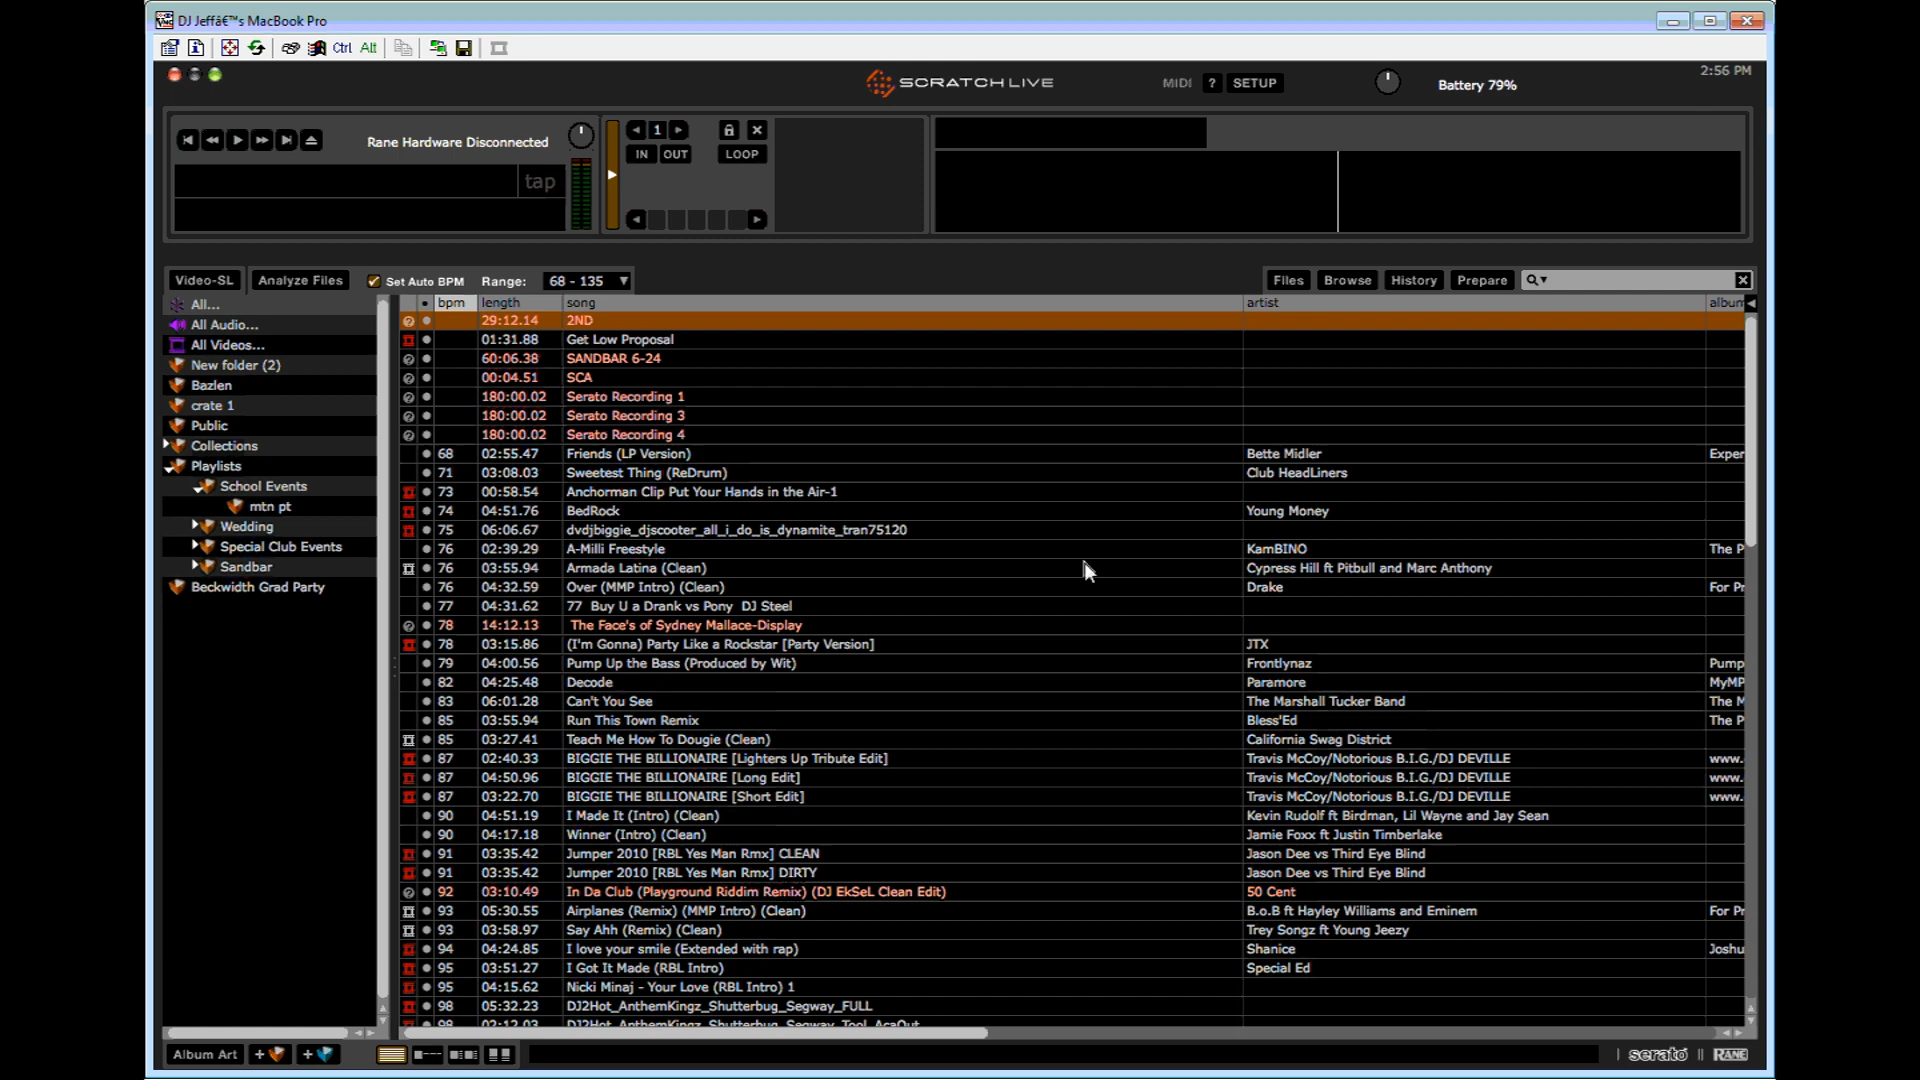 DJ Jeffâ€™s MacBook Pro
Ctrl Alt
SCRATCH LIVE MIDI ? SETUP Battery 79% 2:56 PM
Rane Hardware Disconnected
1
IN OUT LOOP
tap
Video-SL Analyze Files Set Auto BPM Range: 68 - 135 Files Browse History Prepare
All...
All Audio...
All Videos...
New folder (2)
Bazlen
crate 1
Public
Collections
Playlists
School Events
mtn pt
Wedding
Special Club Events
Sandbar
Beckwidth Grad Party
bpm length song artist album
29:12.14 2ND
01:31.88 Get Low Proposal
60:06.38 SANDBAR 6-24
00:04.51 SCA
180:00.02 Serato Recording 1
180:00.02 Serato Recording 3
180:00.02 Serato Recording 4
68 02:55.47 Friends (LP Version) Bette Midler Exper
71 03:08.03 Sweetest Thing (ReDrum) Club HeadLiners
73 00:58.54 Anchorman Clip Put Your Hands in the Air-1
74 04:51.76 BedRock Young Money
75 06:06.67 dvdjbiggie_djscooter_all_i_do_is_dynamite_tran75120
76 02:39.29 A-Milli Freestyle KamBINO The P
76 03:55.94 Armada Latina (Clean) Cypress Hill ft Pitbull and Marc Anthony
76 04:32.59 Over (MMP Intro) (Clean) Drake For Pr
77 04:31.62 77 Buy U a Drank vs Pony DJ Steel
78 14:12.13 The Face's of Sydney Mallace-Display
78 03:15.86 (I'm Gonna) Party Like a Rockstar [Party Version] JTX
79 04:00.56 Pump Up the Bass (Produced by Wit) Frontlynaz Pump
82 04:25.48 Decode Paramore MyMP
83 06:01.28 Can't You See The Marshall Tucker Band The M
85 03:55.94 Run This Town Remix Bless'Ed The P
85 03:27.41 Teach Me How To Dougie (Clean) California Swag District
87 02:40.33 BIGGIE THE BILLIONAIRE [Lighters Up Tribute Edit] Travis McCoy/Notorious B.I.G./DJ DEVILLE www.
87 04:50.96 BIGGIE THE BILLIONAIRE [Long Edit] Travis McCoy/Notorious B.I.G./DJ DEVILLE www.
87 03:22.70 BIGGIE THE BILLIONAIRE [Short Edit] Travis McCoy/Notorious B.I.G./DJ DEVILLE www.
90 04:51.19 I Made It (Intro) (Clean) Kevin Rudolf ft Birdman, Lil Wayne and Jay Sean
90 04:17.18 Winner (Intro) (Clean) Jamie Foxx ft Justin Timberlake
91 03:35.42 Jumper 2010 [RBL Yes Man Rmx] CLEAN Jason Dee vs Third Eye Blind
91 03:35.42 Jumper 2010 [RBL Yes Man Rmx] DIRTY Jason Dee vs Third Eye Blind
92 03:10.49 In Da Club (Playground Riddim Remix) (DJ EkSeL Clean Edit) 50 Cent
93 05:30.55 Airplanes (Remix) (MMP Intro) (Clean) B.o.B ft Hayley Williams and Eminem For Pr
93 03:58.97 Say Ahh (Remix) (Clean) Trey Songz ft Young Jeezy
94 04:24.85 I love your smile (Extended with rap) Shanice Joshu
95 03:51.27 I Got It Made (RBL Intro) Special Ed
95 04:15.62 Nicki Minaj - Your Love (RBL Intro) 1
98 05:32.23 DJ2Hot_AnthemKingz_Shutterbug_Segway_FULL
98 02:12.03 DJ2Hot_AnthemKingz_Shutterbug_Segway_Tool_AcaOut
Album Art serato RANE